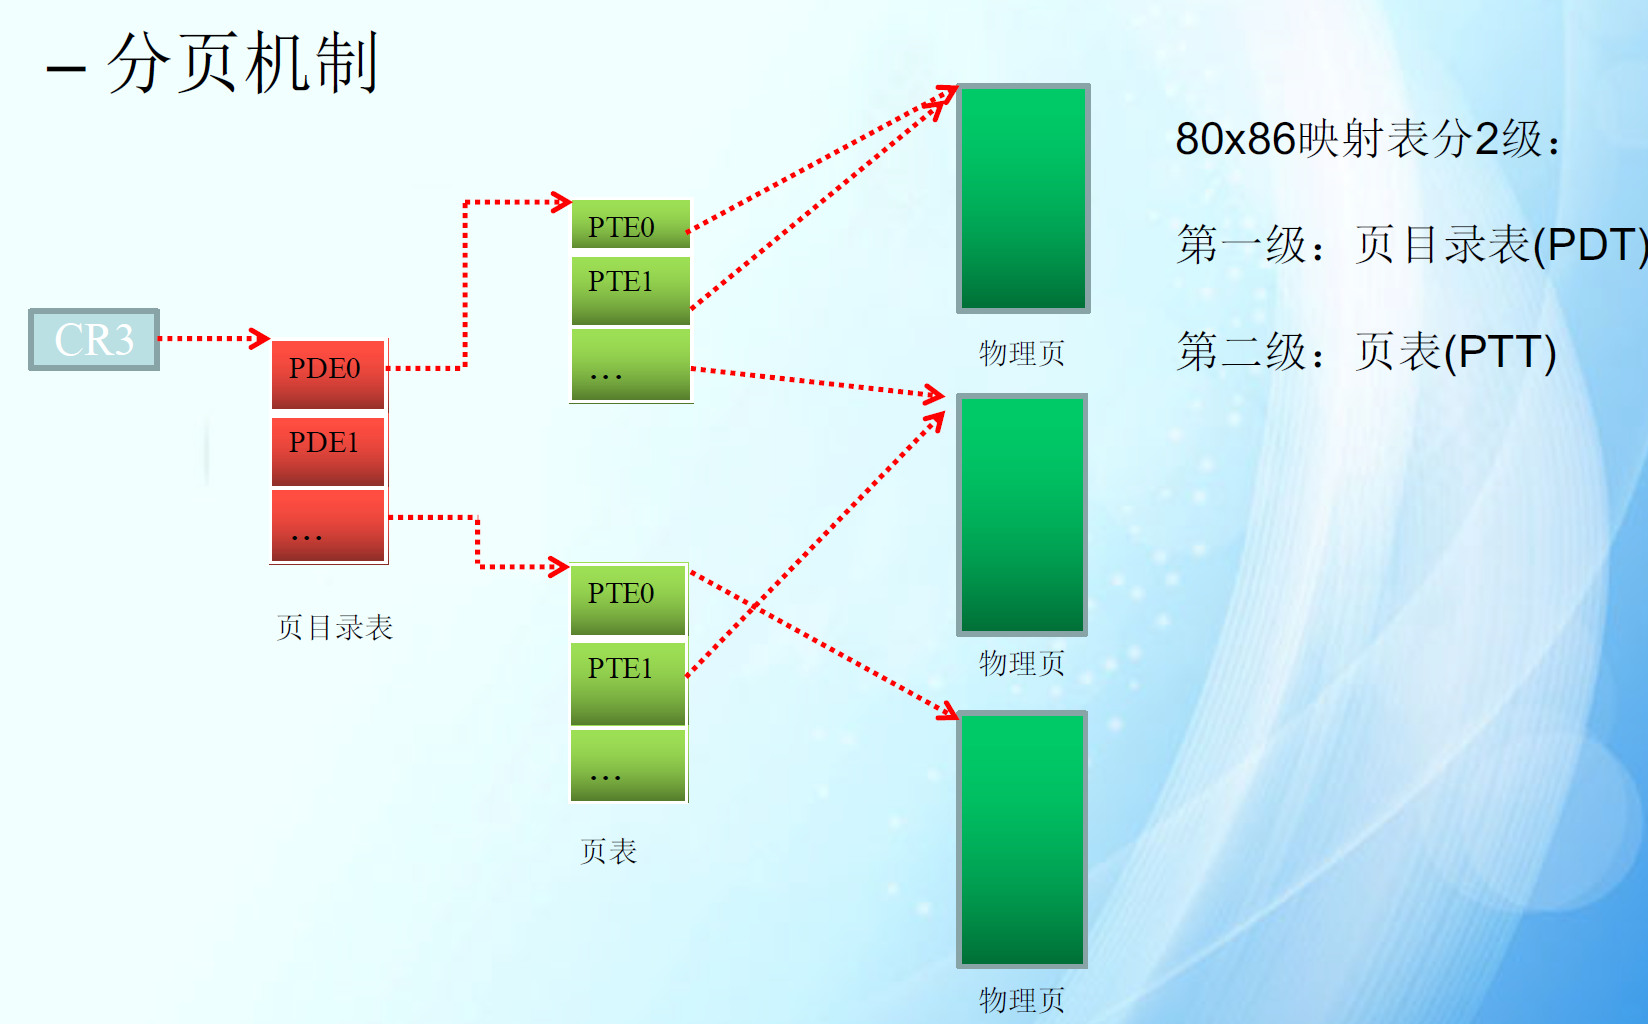 – 分页机制
80x86映射表分2级：
第一级：页目录表(PDT)
第二级：页表(PTT)
CR3
PDE0
PDE1
...
页目录表
PTE0
PTE1
...
PTE0
PTE1
...
页表
物理页
物理页
物理页